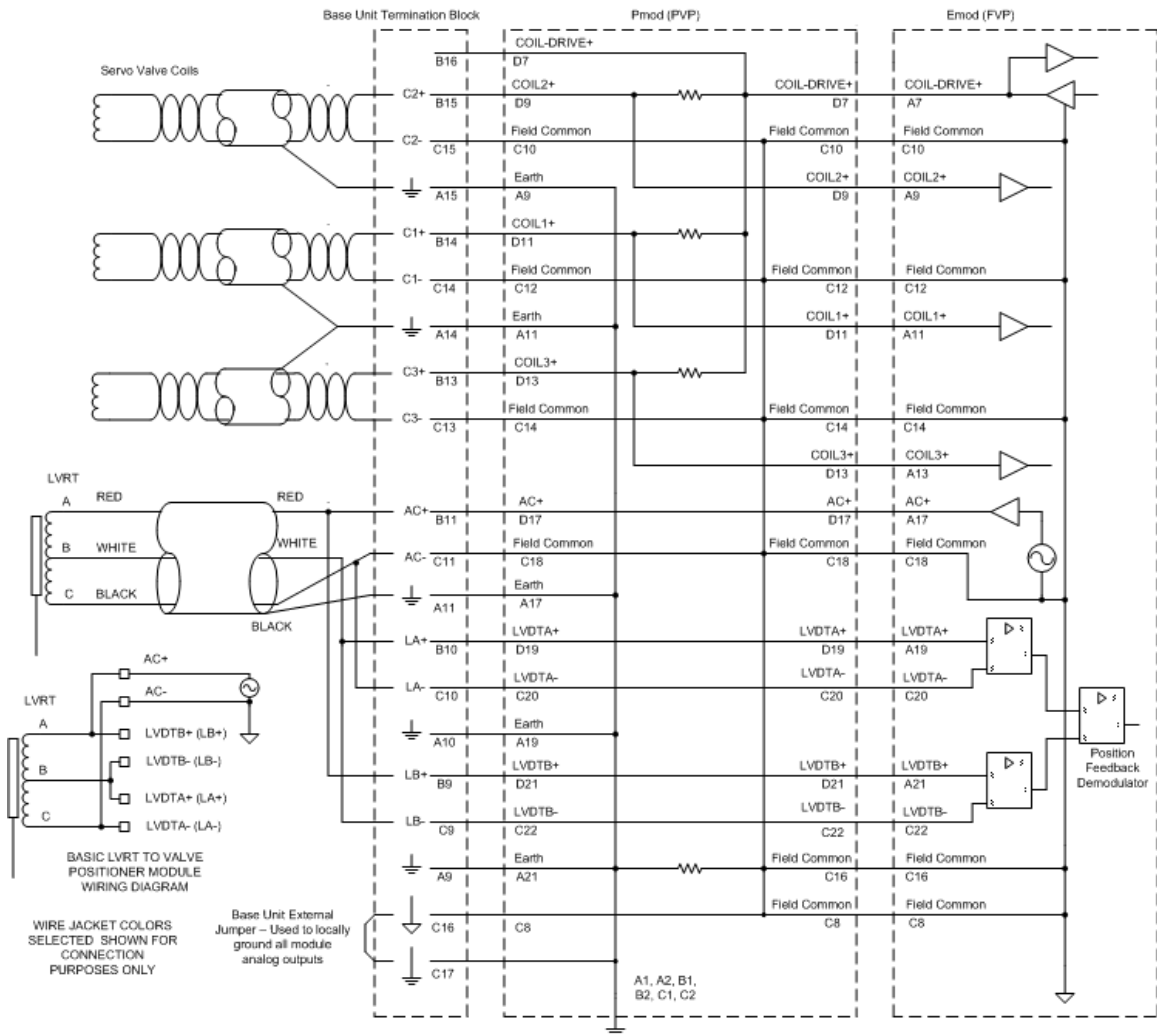 Base Unit Termination Block
Pmod (PVP)
Emod (FVP)
Servo Valve Coils
B16
COIL-DRIVE+
D7
C2+
B15
COIL2+
D9
COIL-DRIVE+
D7
COIL-DRIVE+
A7
C2-
C15
Field Common
C10
Field Common
C10
Field Common
C10
A15
Earth
A9
COIL2+
D9
COIL2+
A9
C1+
B14
COIL1+
D11
C1-
C14
Field Common
C12
Field Common
C12
Field Common
C12
A14
Earth
A11
COIL1+
D11
COIL1+
A11
C3+
B13
COIL3+
D13
C3-
C13
Field Common
C14
Field Common
C14
Field Common
C14
COIL3+
D13
COIL3+
A13
LVRT
A
RED
RED
AC+
B11
AC+
D17
AC+
D17
AC+
A17
B
WHITE
WHITE
AC-
C11
Field Common
C18
Field Common
C18
Field Common
C18
C
BLACK
BLACK
A11
Earth
A17
LA+
B10
LVDTA+
D19
LVDTA+
D19
LVDTA+
A19
LA-
C10
LVDTA-
C20
LVDTA-
C20
LVDTA-
C20
A10
Earth
A19
LB+
B9
LVDTB+
D21
LVDTB+
D21
LVDTB+
A21
LB-
C9
LVDTB-
C22
LVDTB-
C22
LVDTB-
C22
Position
Feedback
Demodulator
A9
Earth
A21
Field Common
C16
Field Common
C16
C16
C8
Field Common
C8
Field Common
C8
C17
A1, A2, B1,
B2, C1, C2
AC+
AC-
LVRT
A
LVDTB+ (LB+)
LVDTB- (LB-)
B
LVDTA+ (LA+)
C
LVDTA- (LA-)
BASIC LVRT TO VALVE
POSITIONER MODULE
WIRING DIAGRAM
WIRE JACKET COLORS
SELECTED SHOWN FOR
CONNECTION
PURPOSES ONLY
Base Unit External
Jumper – Used to locally
ground all module
analog outputs